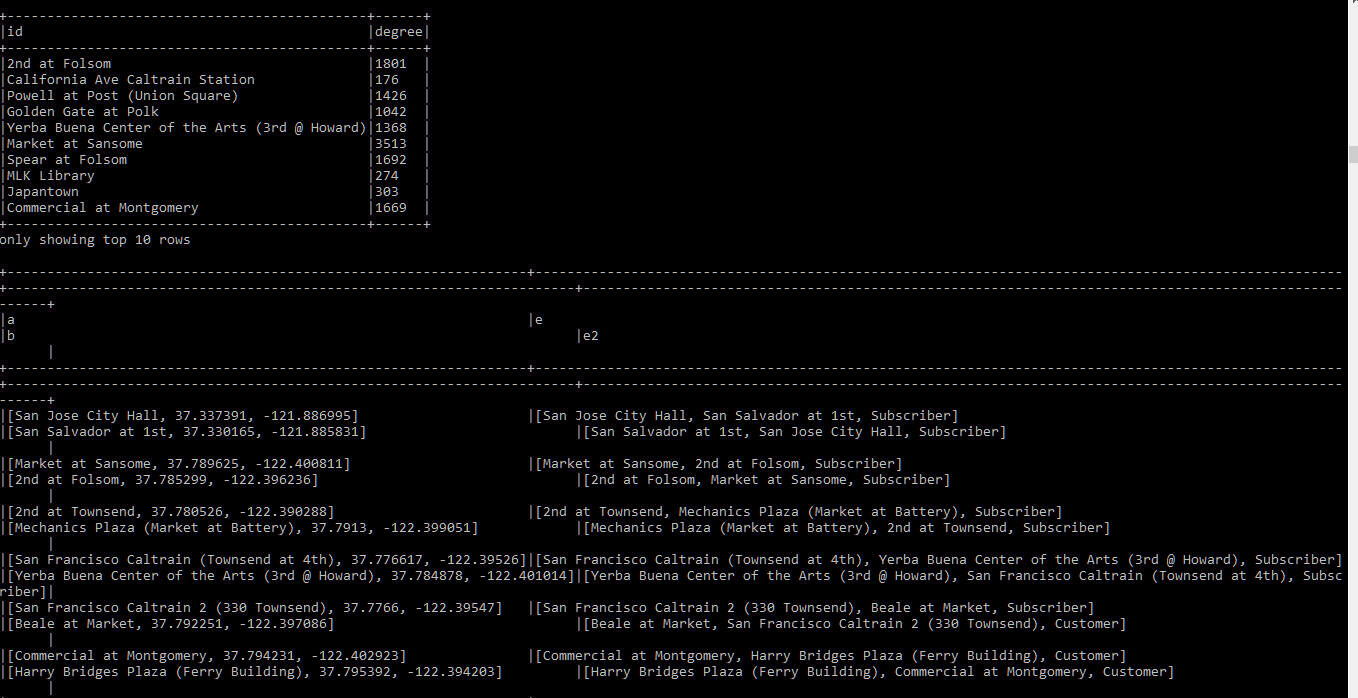 +---------------------------------------------+------+
|id                                           |degree|
+---------------------------------------------+------+
|2nd at Folsom                                |1801  |
|California Ave Caltrain Station              |176   |
|Powell at Post (Union Square)                |1426  |
|Golden Gate at Polk                          |1042  |
|Yerba Buena Center of the Arts (3rd @ Howard)|1368  |
|Market at Sansome                            |3513  |
|Spear at Folsom                              |1692  |
|MLK Library                                  |274   |
|Japantown                                    |303   |
|Commercial at Montgomery                     |1669  |
+---------------------------------------------+------+
only showing top 10 rows
|a |e
|b |e2
|
|[San Jose City Hall, 37.337391, -121.886995] |[San Jose City Hall, San Salvador at 1st, Subscriber]
|[San Salvador at 1st, 37.330165, -121.885831] |[San Salvador at 1st, San Jose City Hall, Subscriber]
|
|[Market at Sansome, 37.789625, -122.400811] |[Market at Sansome, 2nd at Folsom, Subscriber]
|[2nd at Folsom, 37.785299, -122.396236] |[2nd at Folsom, Market at Sansome, Subscriber]
|
|[2nd at Townsend, 37.780526, -122.390288] |[2nd at Townsend, Mechanics Plaza (Market at Battery), Subscriber]
|[Mechanics Plaza (Market at Battery), 37.7913, -122.399051] |[Mechanics Plaza (Market at Battery), 2nd at Townsend, Subscriber]
|
|[San Francisco Caltrain (Townsend at 4th), 37.776617, -122.39526]|[San Francisco Caltrain (Townsend at 4th), Yerba Buena Center of the Arts (3rd @ Howard), Subscriber]
|[Yerba Buena Center of the Arts (3rd @ Howard), 37.784878, -122.401014]|[Yerba Buena Center of the Arts (3rd @ Howard), San Francisco Caltrain (Townsend at 4th), Subsc
riber]|
|[San Francisco Caltrain 2 (330 Townsend), 37.7766, -122.39547] |[San Francisco Caltrain 2 (330 Townsend), Beale at Market, Subscriber]
|[Beale at Market, 37.792251, -122.397086] |[Beale at Market, San Francisco Caltrain 2 (330 Townsend), Customer]
|
|[Commercial at Montgomery, 37.794231, -122.402923] |[Commercial at Montgomery, Harry Bridges Plaza (Ferry Building), Customer]
|[Harry Bridges Plaza (Ferry Building), 37.795392, -122.394203] |[Harry Bridges Plaza (Ferry Building), Commercial at Montgomery, Customer]
|